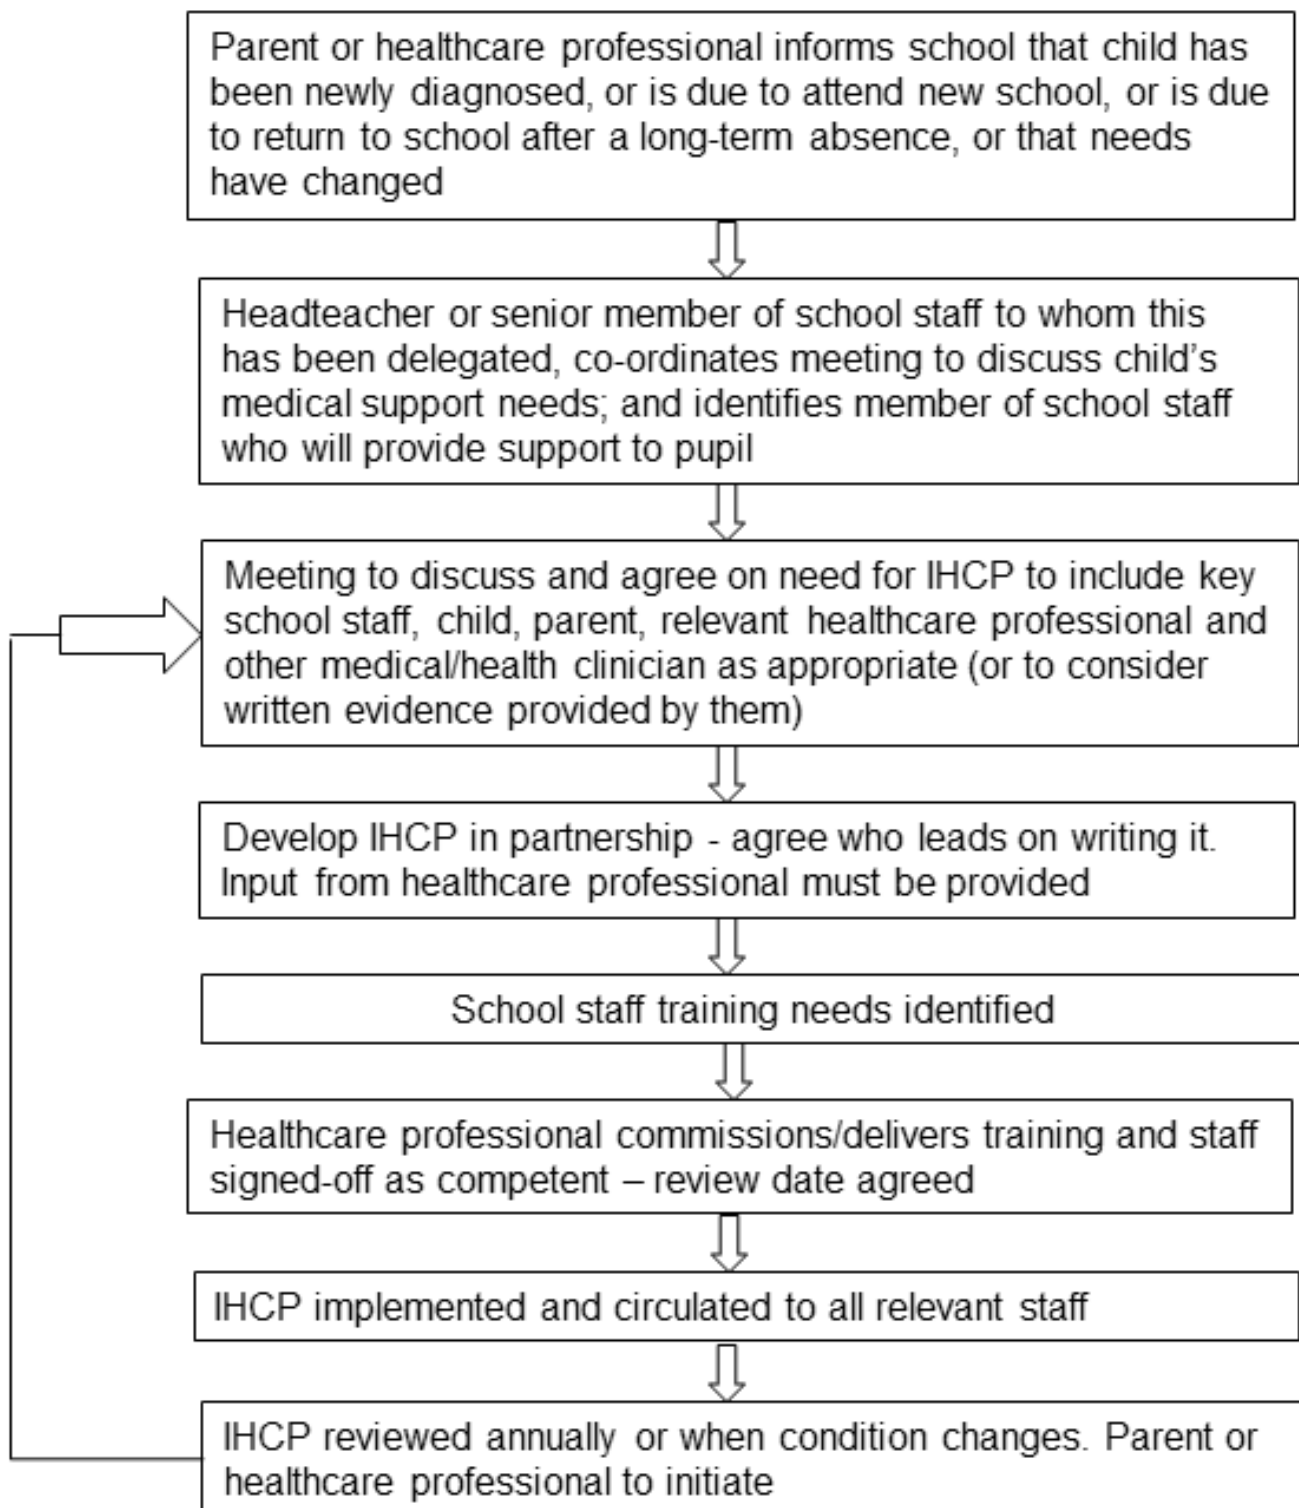 Parent or healthcare professional informs school that child has
been newly diagnosed, or is due to attend new school, or is due
to return to school after a long-term absence, or that needs
have changed
Headteacher or senior member of school staff to whom this
has been delegated, co-ordinates meeting to discuss child's
medical support needs; and identifies member of school staff
who will provide support to pupil
Meeting to discuss and agree on need for IHCP to include key
school staff, child, parent, relevant healthcare professional and
other medical/health clinician as appropriate (or to consider
written evidence provided by them)
Develop IHCP in partnership - agree who leads on writing it.
Input from healthcare professional must be provided
School staff training needs identified
Healthcare professional commissions/delivers training and staff
signed-off as competent – review date agreed
IHCP implemented and circulated to all relevant staff
IHCP reviewed annually or when condition changes. Parent or
healthcare professional to initiate